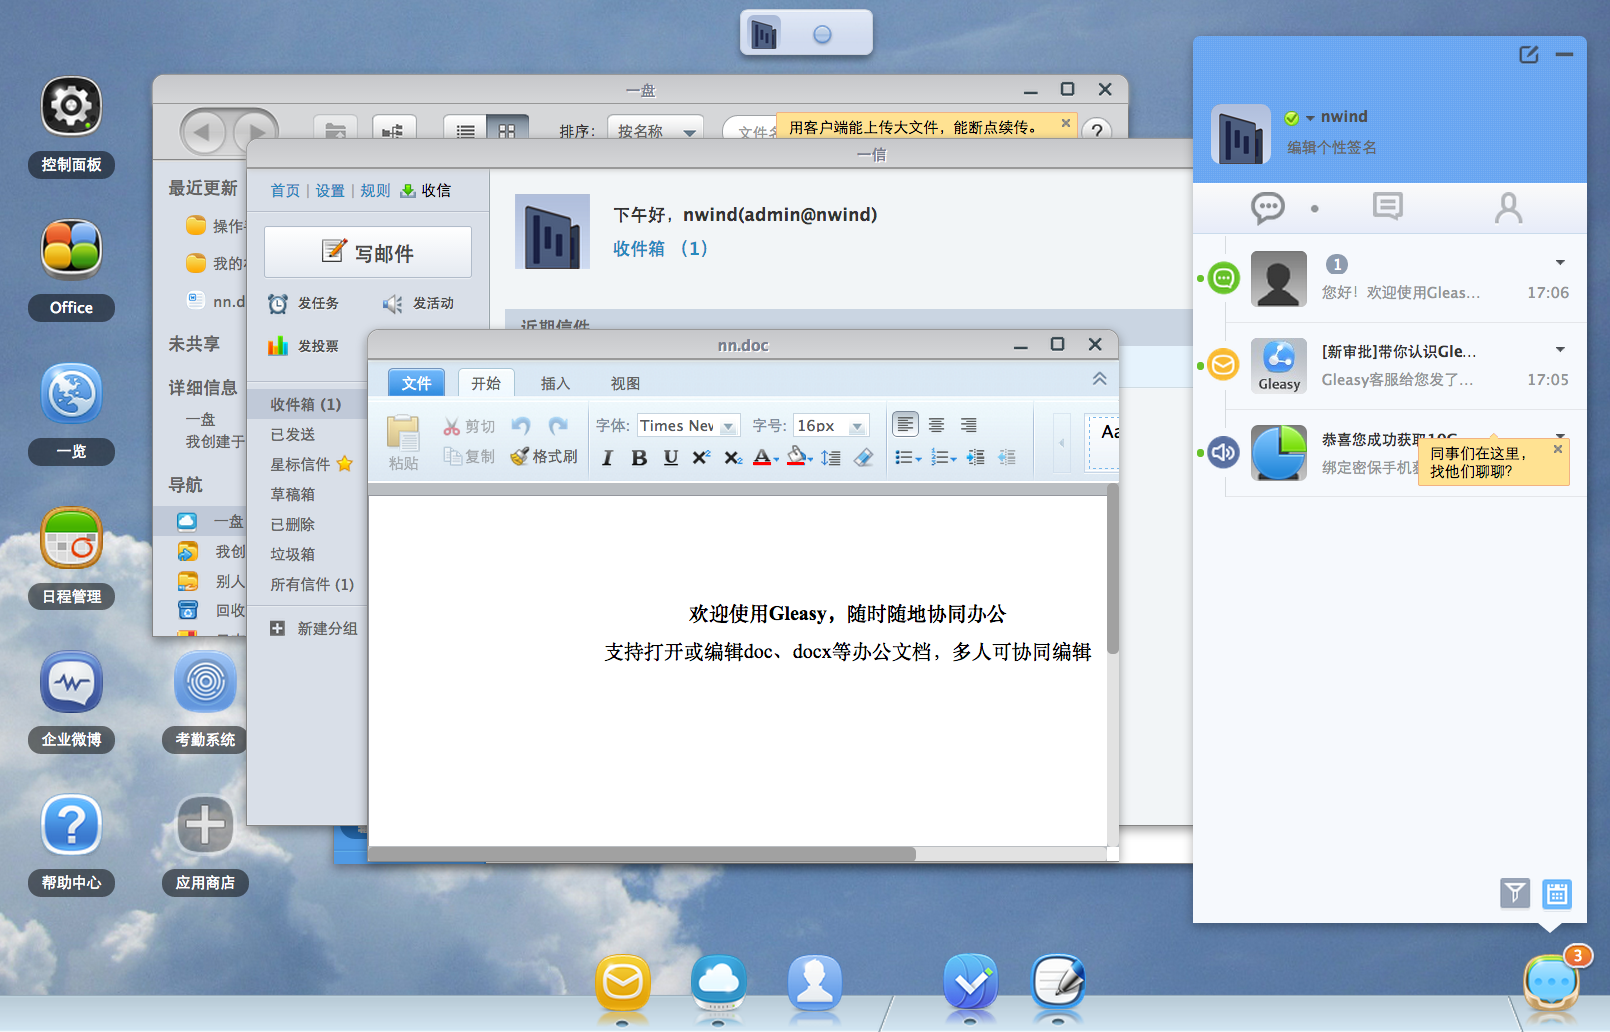 控制面板
Office
一览
日程管理
企业微博
考勤系统
帮助中心
应用商店
一盘
排序:
按名称
文件名
用客户端能上传大文件，能断点续传。
?
最近更新
操作
我的
nn.d
未共享
详细信息
一盘
我创建于
导航
一盘
我创
别人
回收
一信
首页 | 设置 | 规则 收信
写邮件
发任务
发活动
发投票
收件箱 (1)
已发送
星标信件
草稿箱
已删除
垃圾箱
所有信件 (1)
新建分组
下午好，nwind(admin@nwind)
收件箱 （1）
近期信件
nn.doc
文件 开始 插入 视图
粘贴
剪切
复制
格式刷
字体: Times Nev 字号: 16px
I B U X² X₂ A
Aa
欢迎使用Gleasy，随时随地协同办公
支持打开或编辑doc、docx等办公文档，多人可协同编辑
nwind
编辑个性签名
1
您好！欢迎使用Gleas... 17:06
[新审批]带你认识Gle...
Gleasy
Gleasy客服给您发了... 17:05
恭喜您成功获取10G
绑定密保手机
同事们在这里，
找他们聊聊?
3